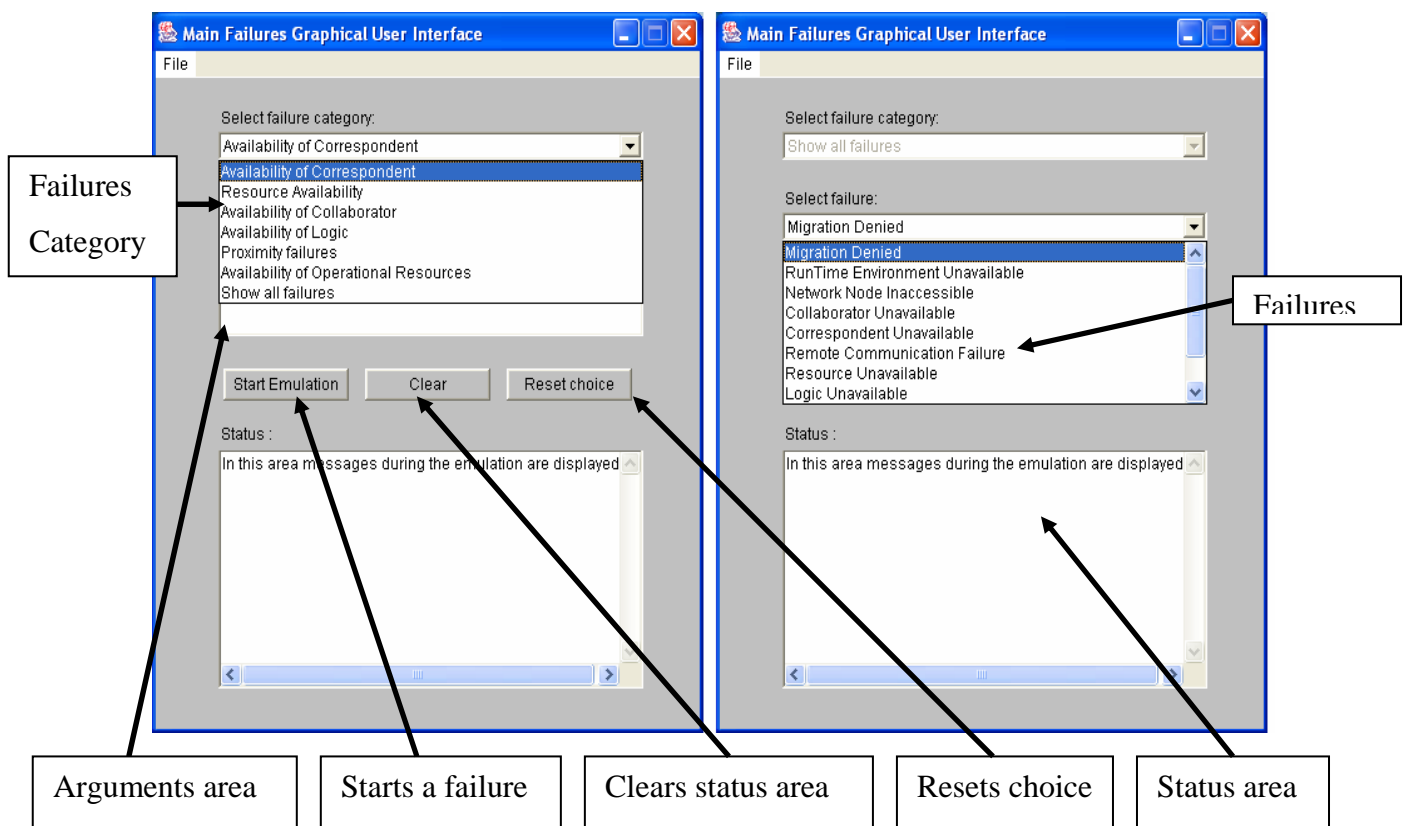 Main Failures Graphical User Interface
File
Select failure category:
Availability of Correspondent
Availability of Correspondent
Resource Availability
Availability of Collaborator
Availability of Logic
Proximity failures
Availability of Operational Resources
Show all failures
Start Emulation
Clear
Reset choice
Status :
In this area messages during the emulation are displayed
Main Failures Graphical User Interface
File
Select failure category:
Show all failures
Select failure:
Migration Denied
Migration Denied
RunTime Environment Unavailable
Network Node Inaccessible
Collaborator Unavailable
Correspondent Unavailable
Remote Communication Failure
Resource Unavailable
Logic Unavailable
Status :
In this area messages during the emulation are displayed
Failures
Category
Failures
Arguments area
Starts a failure
Clears status area
Resets choice
Status area